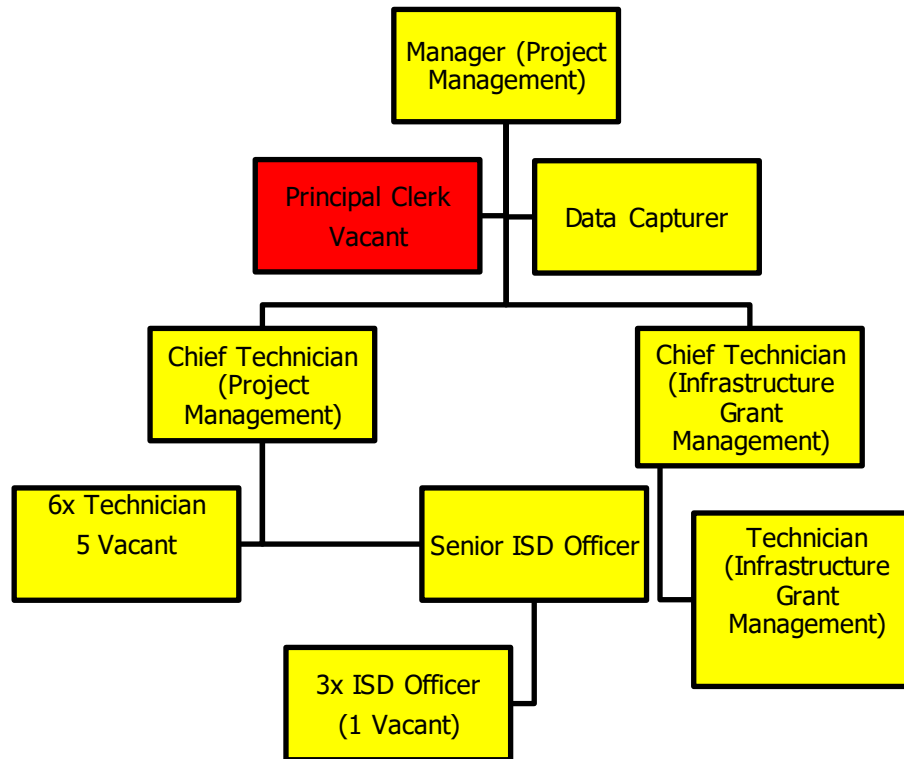 Manager (Project
Management)
Principal Clerk
Vacant
Data Capturer
Chief Technician
(Project
Management)
Chief Technician
(Infrastructure
Grant
Management)
6x Technician
5 Vacant
Senior ISD Officer
Technician
(Infrastructure
Grant
Management)
3x ISD Officer
(1 Vacant)